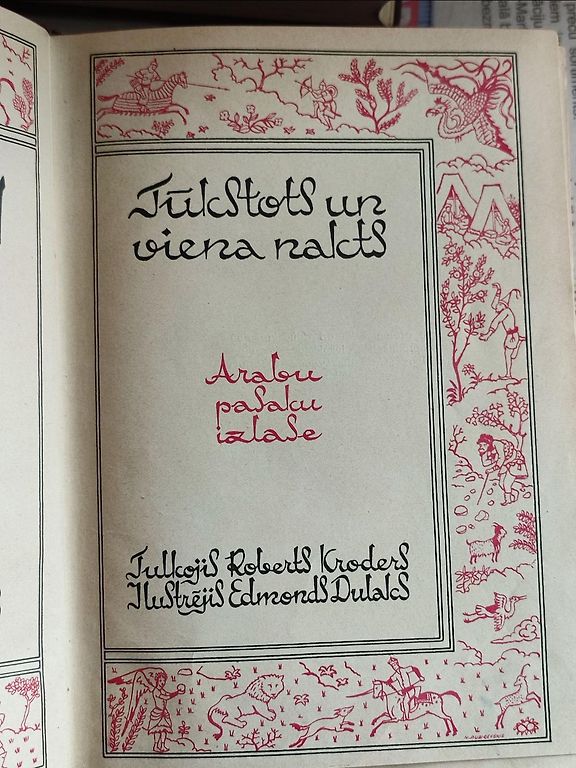 Tūkstots un
viena nakts
Arabu
pasaku
izlase
Tulkojis Roberts Kroders
Ilustrējis Edmonds Dulaks